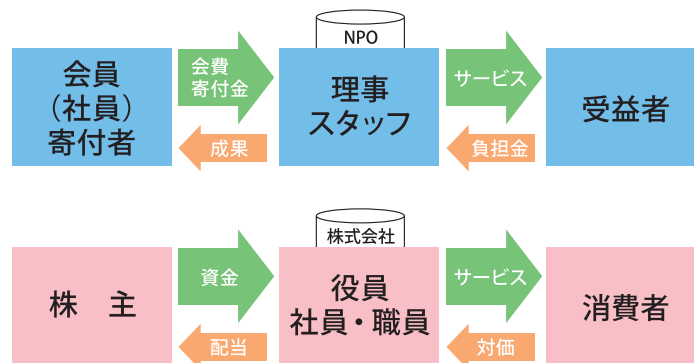 NPO
会員
（社員）
寄付者
会費
寄付金
成果
理事
スタッフ
サービス
負担金
受益者
株式会社
株　主
資金
配当
役員
社員・職員
サービス
対価
消費者